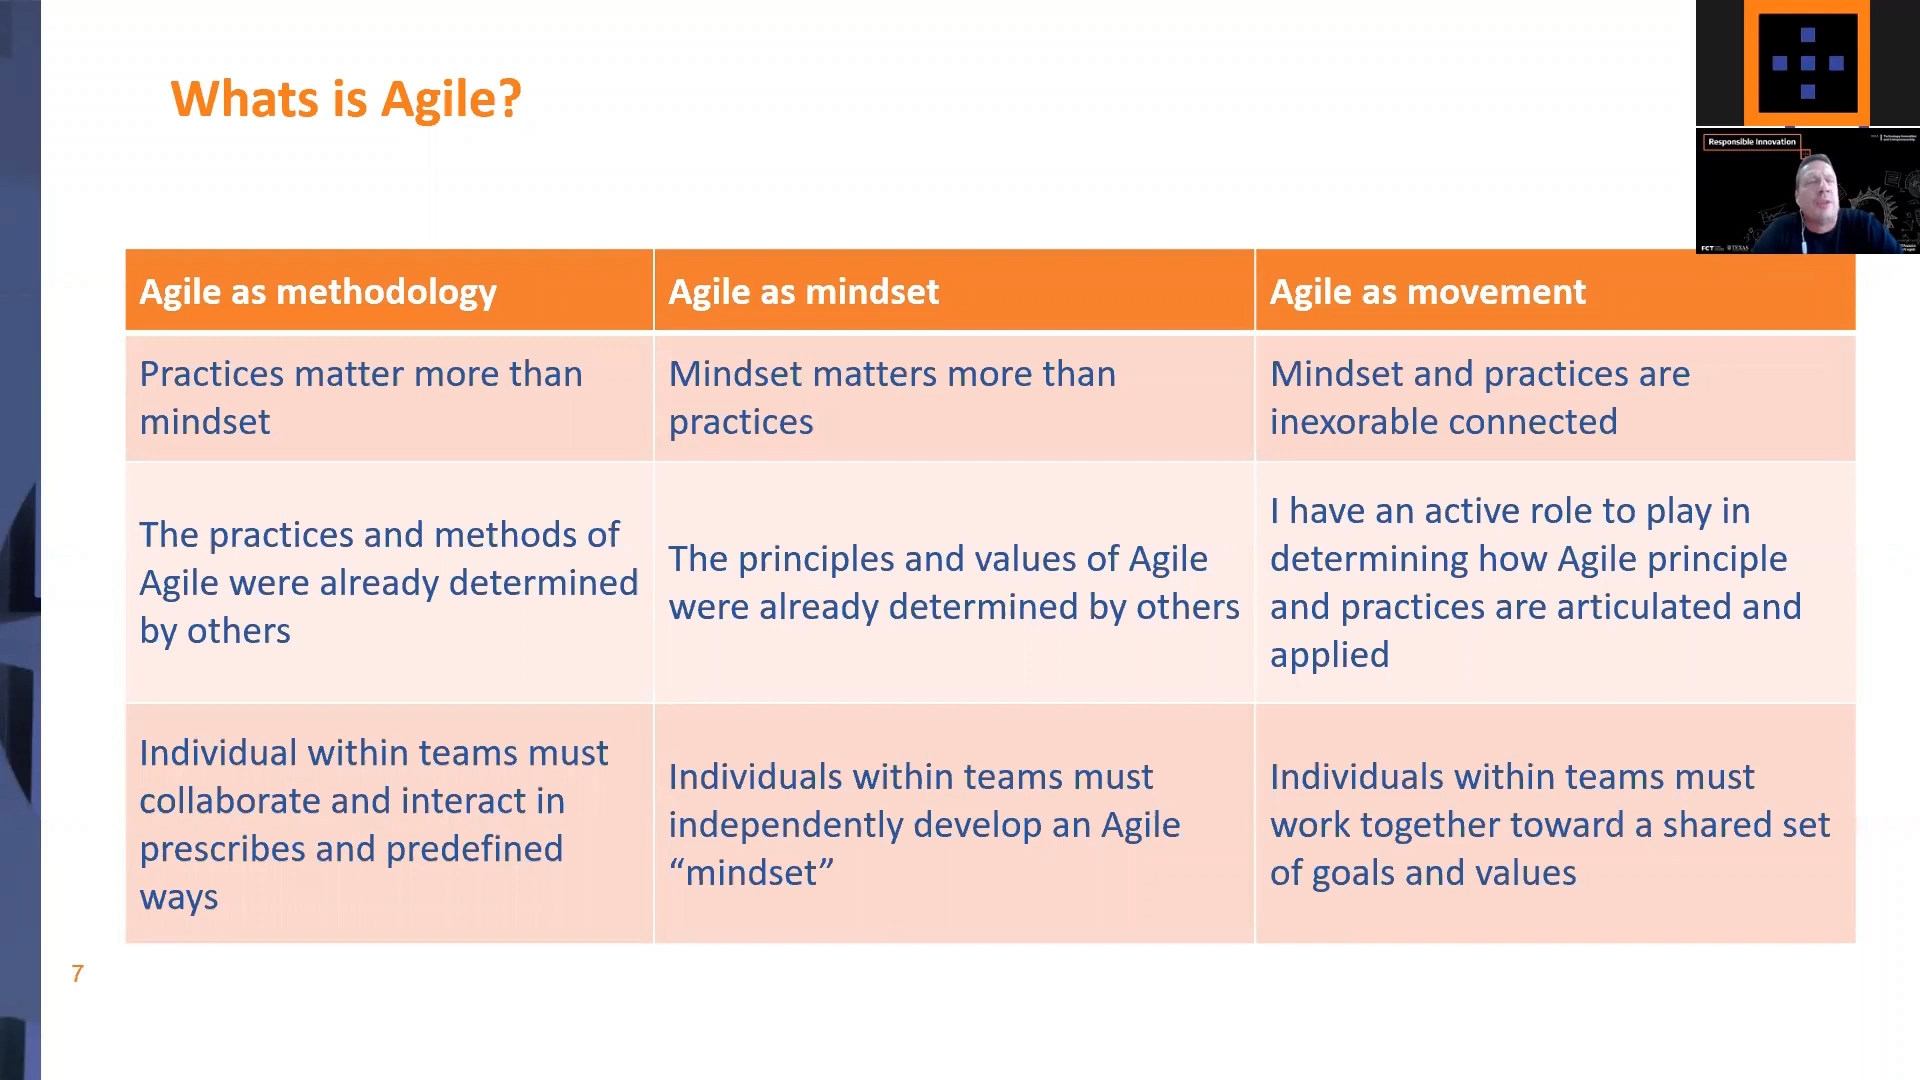 Whats is Agile?
Responsible Innovation
FCT
TEXAS
Agile as methodology
Agile as mindset
Agile as movement
Practices matter more than
mindset
Mindset matters more than
practices
Mindset and practices are
inexorable connected
The practices and methods of
Agile were already determined
by others
The principles and values of Agile
were already determined by others
I have an active role to play in
determining how Agile principle
and practices are articulated and
applied
Individual within teams must
collaborate and interact in
prescribes and predefined
ways
Individuals within teams must
independently develop an Agile
“mindset”
Individuals within teams must
work together toward a shared set
of goals and values
7